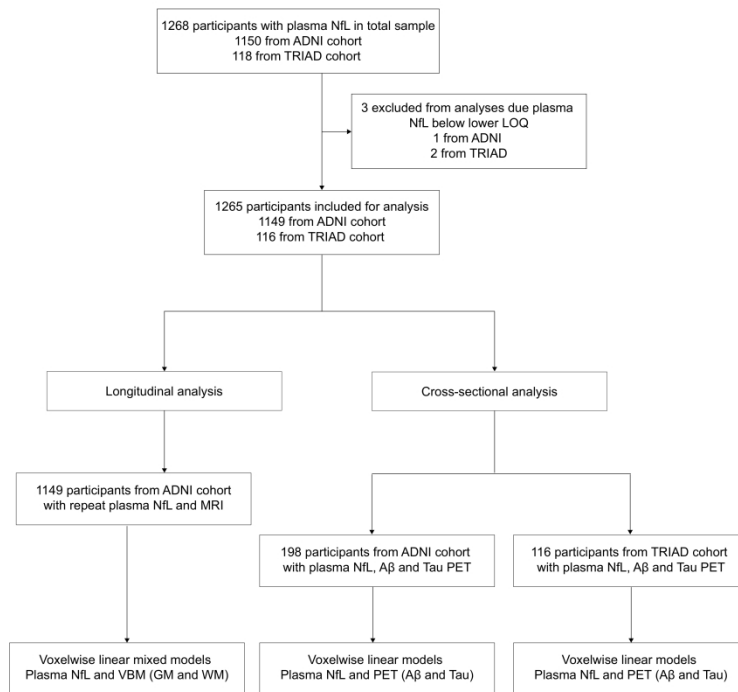 1268 participants with plasma NfL in total sample
1150 from ADNI cohort
118 from TRIAD cohort
3 excluded from analyses due plasma
NfL below lower LOQ
1 from ADNI
2 from TRIAD
1265 participants included for analysis
1149 from ADNI cohort
116 from TRIAD cohort
Longitudinal analysis
Cross-sectional analysis
1149 participants from ADNI cohort
with repeat plasma NfL and MRI
198 participants from ADNI cohort
with plasma NfL, Aβ and Tau PET
116 participants from TRIAD cohort
with plasma NfL, Aβ and Tau PET
Voxelwise linear mixed models
Plasma NfL and VBM (GM and WM)
Voxelwise linear models
Plasma NfL and PET (Aβ and Tau)
Voxelwise linear models
Plasma NfL and PET (Aβ and Tau)